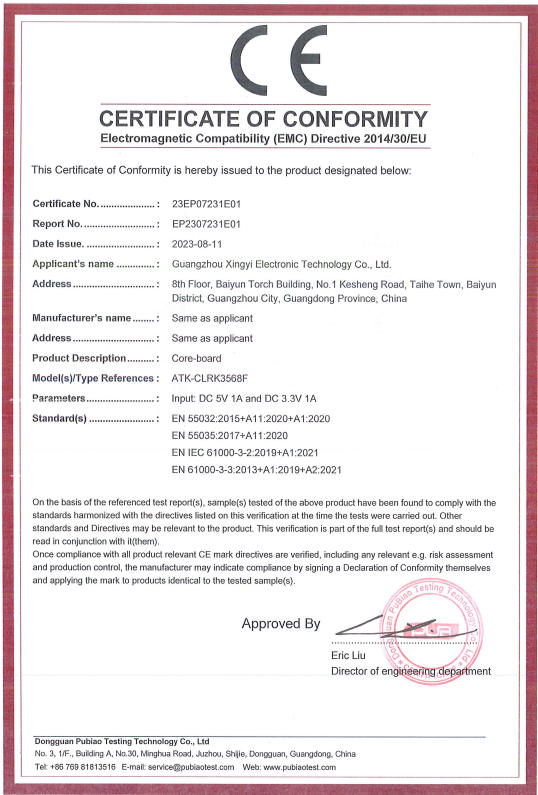 CE
CERTIFICATE OF CONFORMITY
Electromagnetic Compatibility (EMC) Directive 2014/30/EU
This Certificate of Conformity is hereby issued to the product designated below:
Certificate No..................... : 23EP07231E01
Report No.......................... : EP2307231E01
Date Issue. ......................... : 2023-08-11
Applicant's name .............. : Guangzhou Xingyi Electronic Technology Co., Ltd.
Address .............................. : 8th Floor, Baiyun Torch Building, No.1 Kesheng Road, Taihe Town, Baiyun
District, Guangzhou City, Guangdong Province, China
Manufacturer's name ........ : Same as applicant
Address .............................. : Same as applicant
Product Description.......... : Core-board
Model(s)/Type References : ATK-CLRK3568F
Parameters......................... : Input: DC 5V 1A and DC 3.3V 1A
Standard(s) ........................ : EN 55032:2015+A11:2020+A1:2020
EN 55035:2017+A11:2020
EN IEC 61000-3-2:2019+A1:2021
EN 61000-3-3:2013+A1:2019+A2:2021
On the basis of the referenced test report(s), sample(s) tested of the above product have been found to comply with the
standards harmonized with the directives listed on this verification at the time the tests were carried out. Other
standards and Directives may be relevant to the product. This verification is part of the full test report(s) and should be
read in conjunction with it(them).
Once compliance with all product relevant CE mark directives are verified, including any relevant e.g. risk assessment
and production control, the manufacturer may indicate compliance by signing a Declaration of Conformity themselves
and applying the mark to products identical to the tested sample(s).
Dongguan PuBiao Testing Technology Co., Ltd
Approved By
Eric Liu
Director of engineering department
Dongguan Pubiao Testing Technology Co., Ltd
No. 3, 1/F., Building A, No.30, Minghua Road, Juzhou, Shijie, Dongguan, Guangdong, China
Tel: +86 769 81813516 E-mail: service@pubiaotest.com Web: www.pubiaotest.com